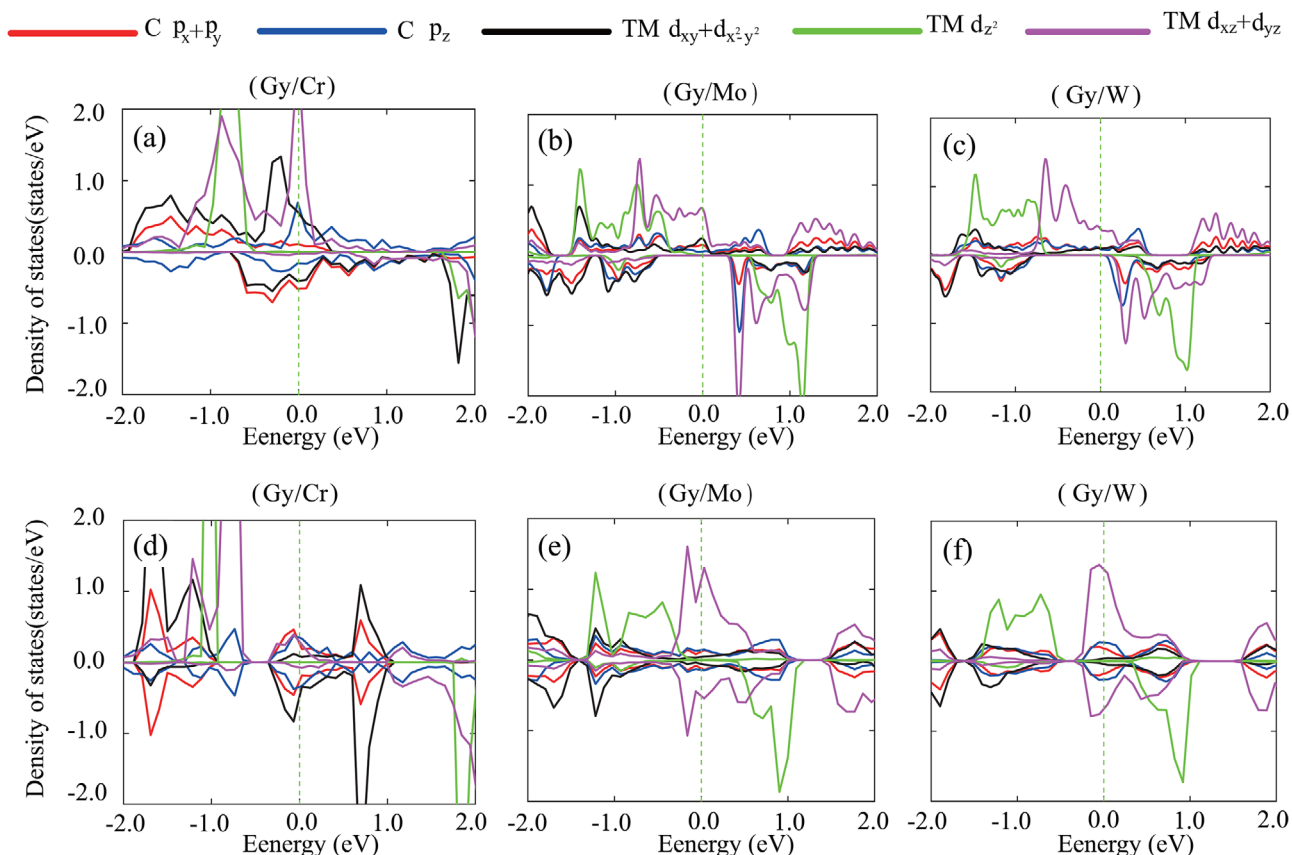 C px+py C pz TM dxy+dx²-y² TM dz² TM dxz+dyz
(Gy/Cr) (Gy/Mo) (Gy/W)
Density of states(states/eV)
2.0
1.0
0.0
-1.0
-2.0
(a) (b) (c)
-2.0 -1.0 0.0 1.0 2.0 -2.0 -1.0 0.0 1.0 2.0 -2.0 -1.0 0.0 1.0 2.0
Eenergy (eV) Eenergy (eV) Eenergy (eV)
(Gy/Cr) (Gy/Mo) (Gy/W)
Density of states(states/eV)
2.0
1.0
0.0
-1.0
-2.0
(d) (e) (f)
-2.0 -1.0 0.0 1.0 2.0 -2.0 -1.0 0.0 1.0 2.0 -2.0 -1.0 0.0 1.0 2.0
Eenergy (eV) Eenergy (eV) Eenergy (eV)